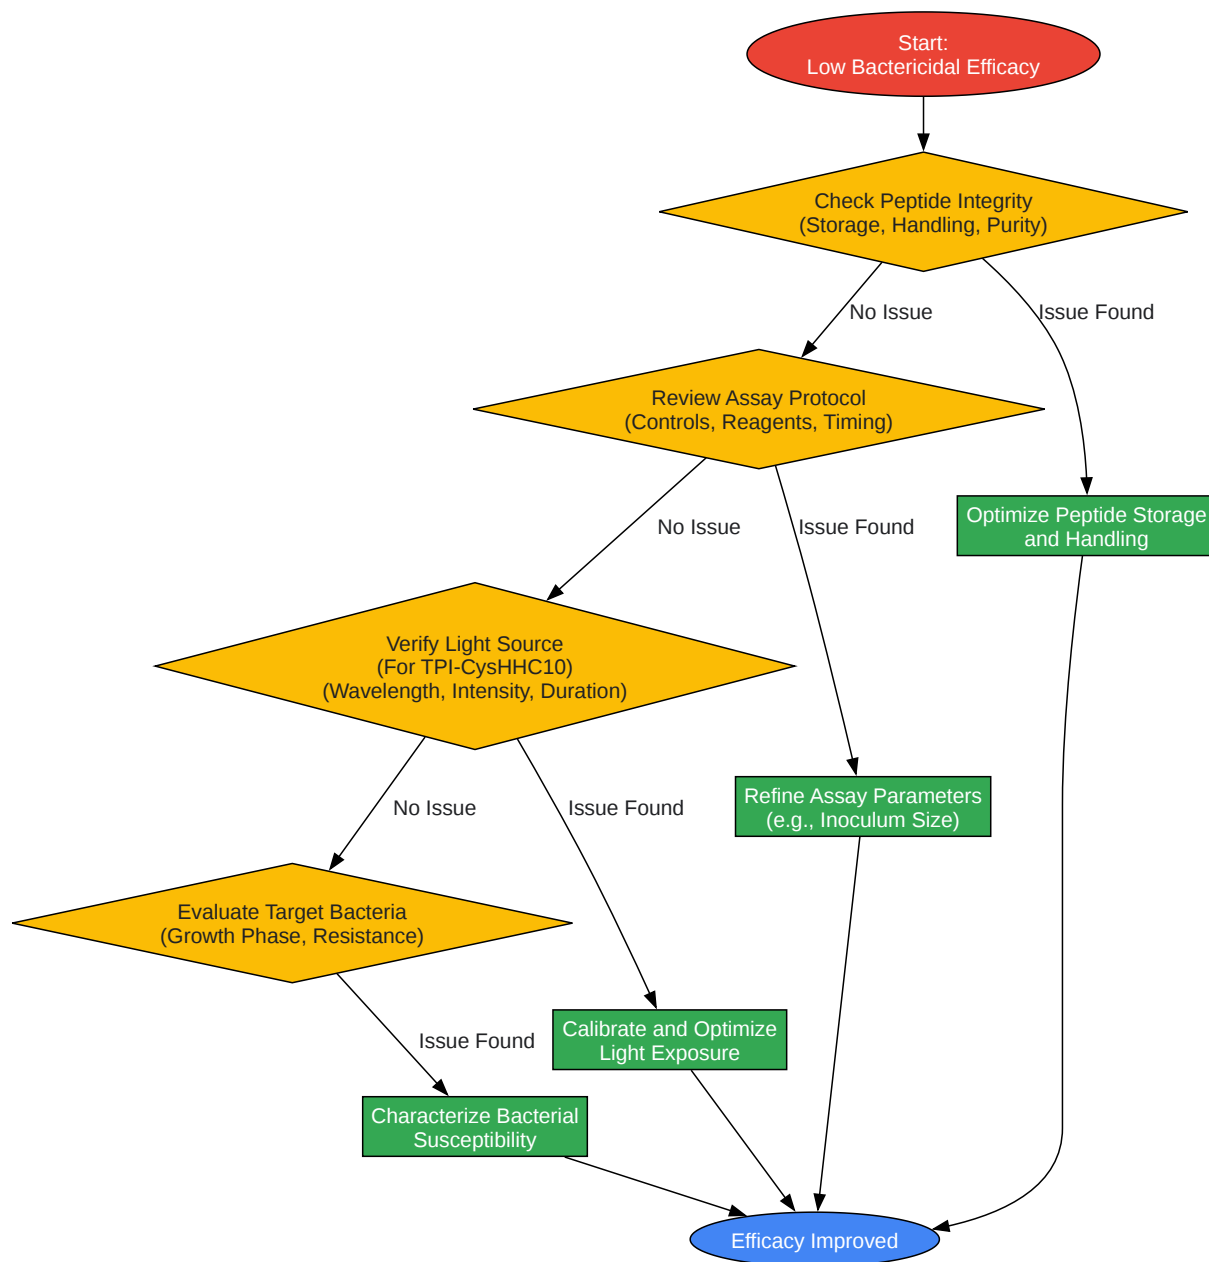 Start:
Low Bactericidal Efficacy
Check Peptide Integrity
(Storage, Handling, Purity)
No Issue
Issue Found
Review Assay Protocol
(Controls, Reagents, Timing)
No Issue
Issue Found
Optimize Peptide Storage
and Handling
Verify Light Source
(For TPI-CysHHC10)
(Wavelength, Intensity, Duration)
No Issue
Issue Found
Refine Assay Parameters
(e.g., Inoculum Size)
Evaluate Target Bacteria
(Growth Phase, Resistance)
Issue Found
Calibrate and Optimize
Light Exposure
Characterize Bacterial
Susceptibility
Efficacy Improved